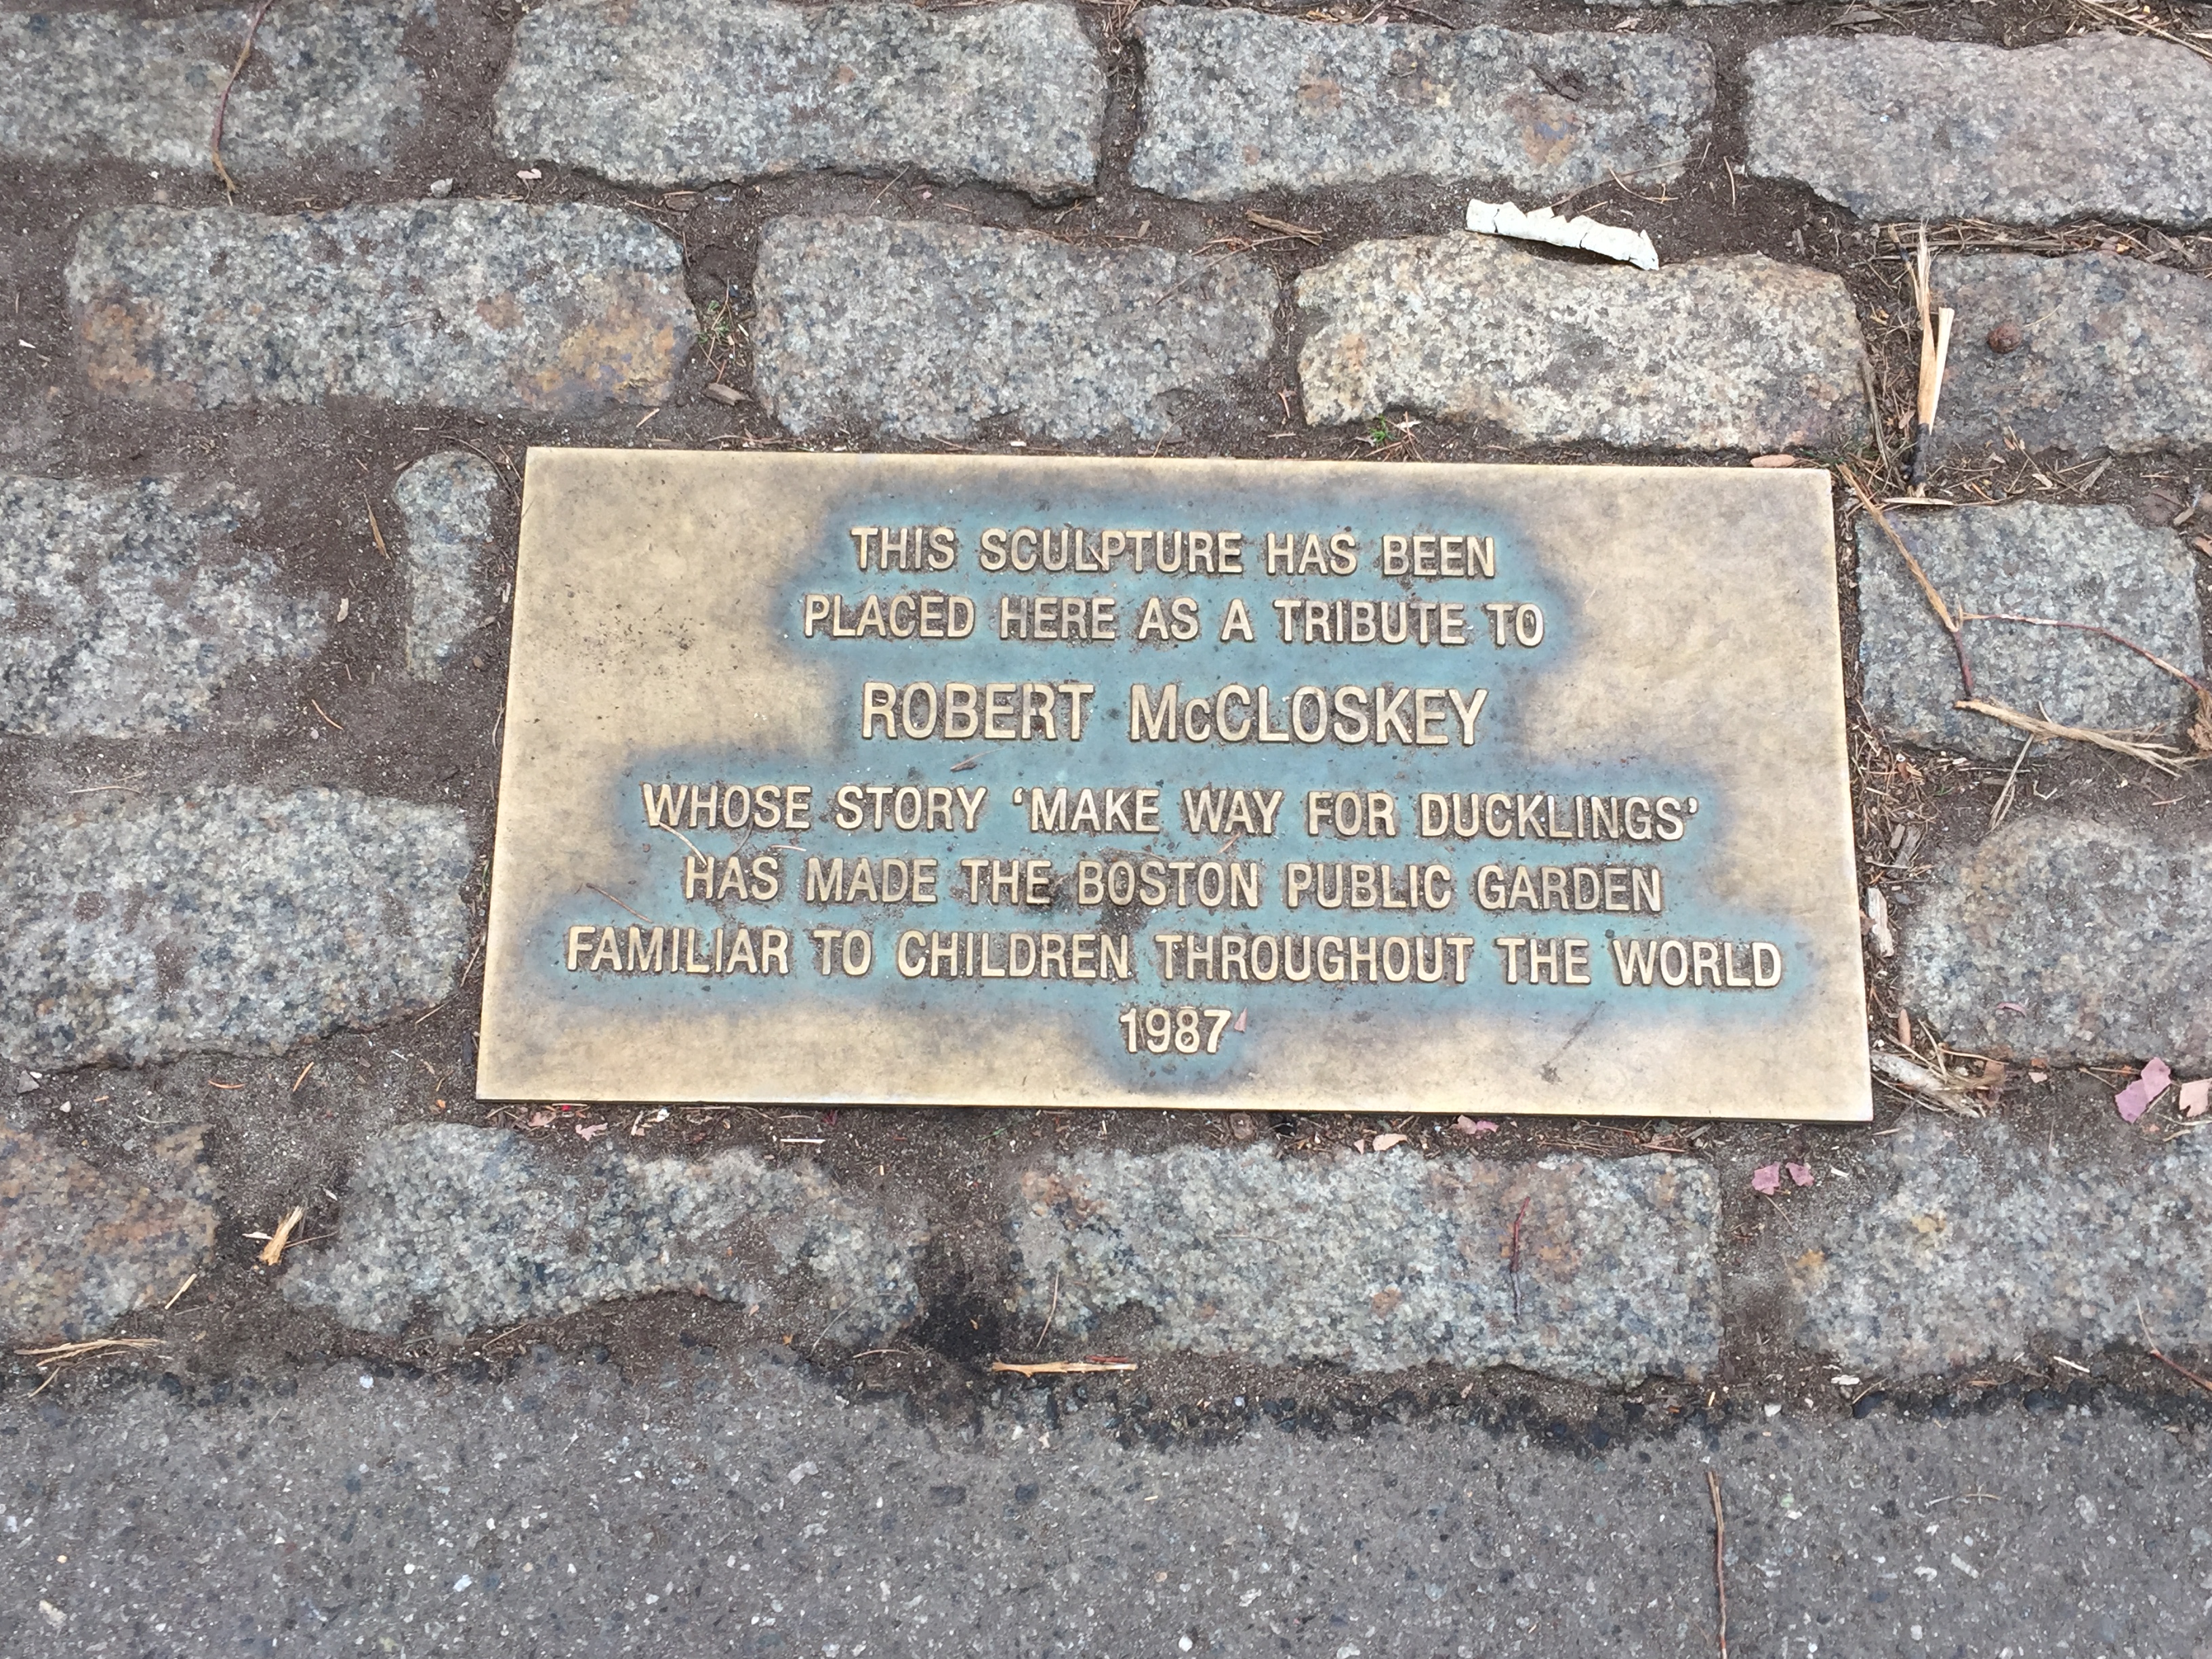 THIS SCULPTURE HAS BEEN
PLACED HERE AS A TRIBUTE TO
ROBERT McCLOSKEY
WHOSE STORY ‘MAKE WAY FOR DUCKLINGS’
HAS MADE THE BOSTON PUBLIC GARDEN
FAMILIAR TO CHILDREN THROUGHOUT THE WORLD
1987